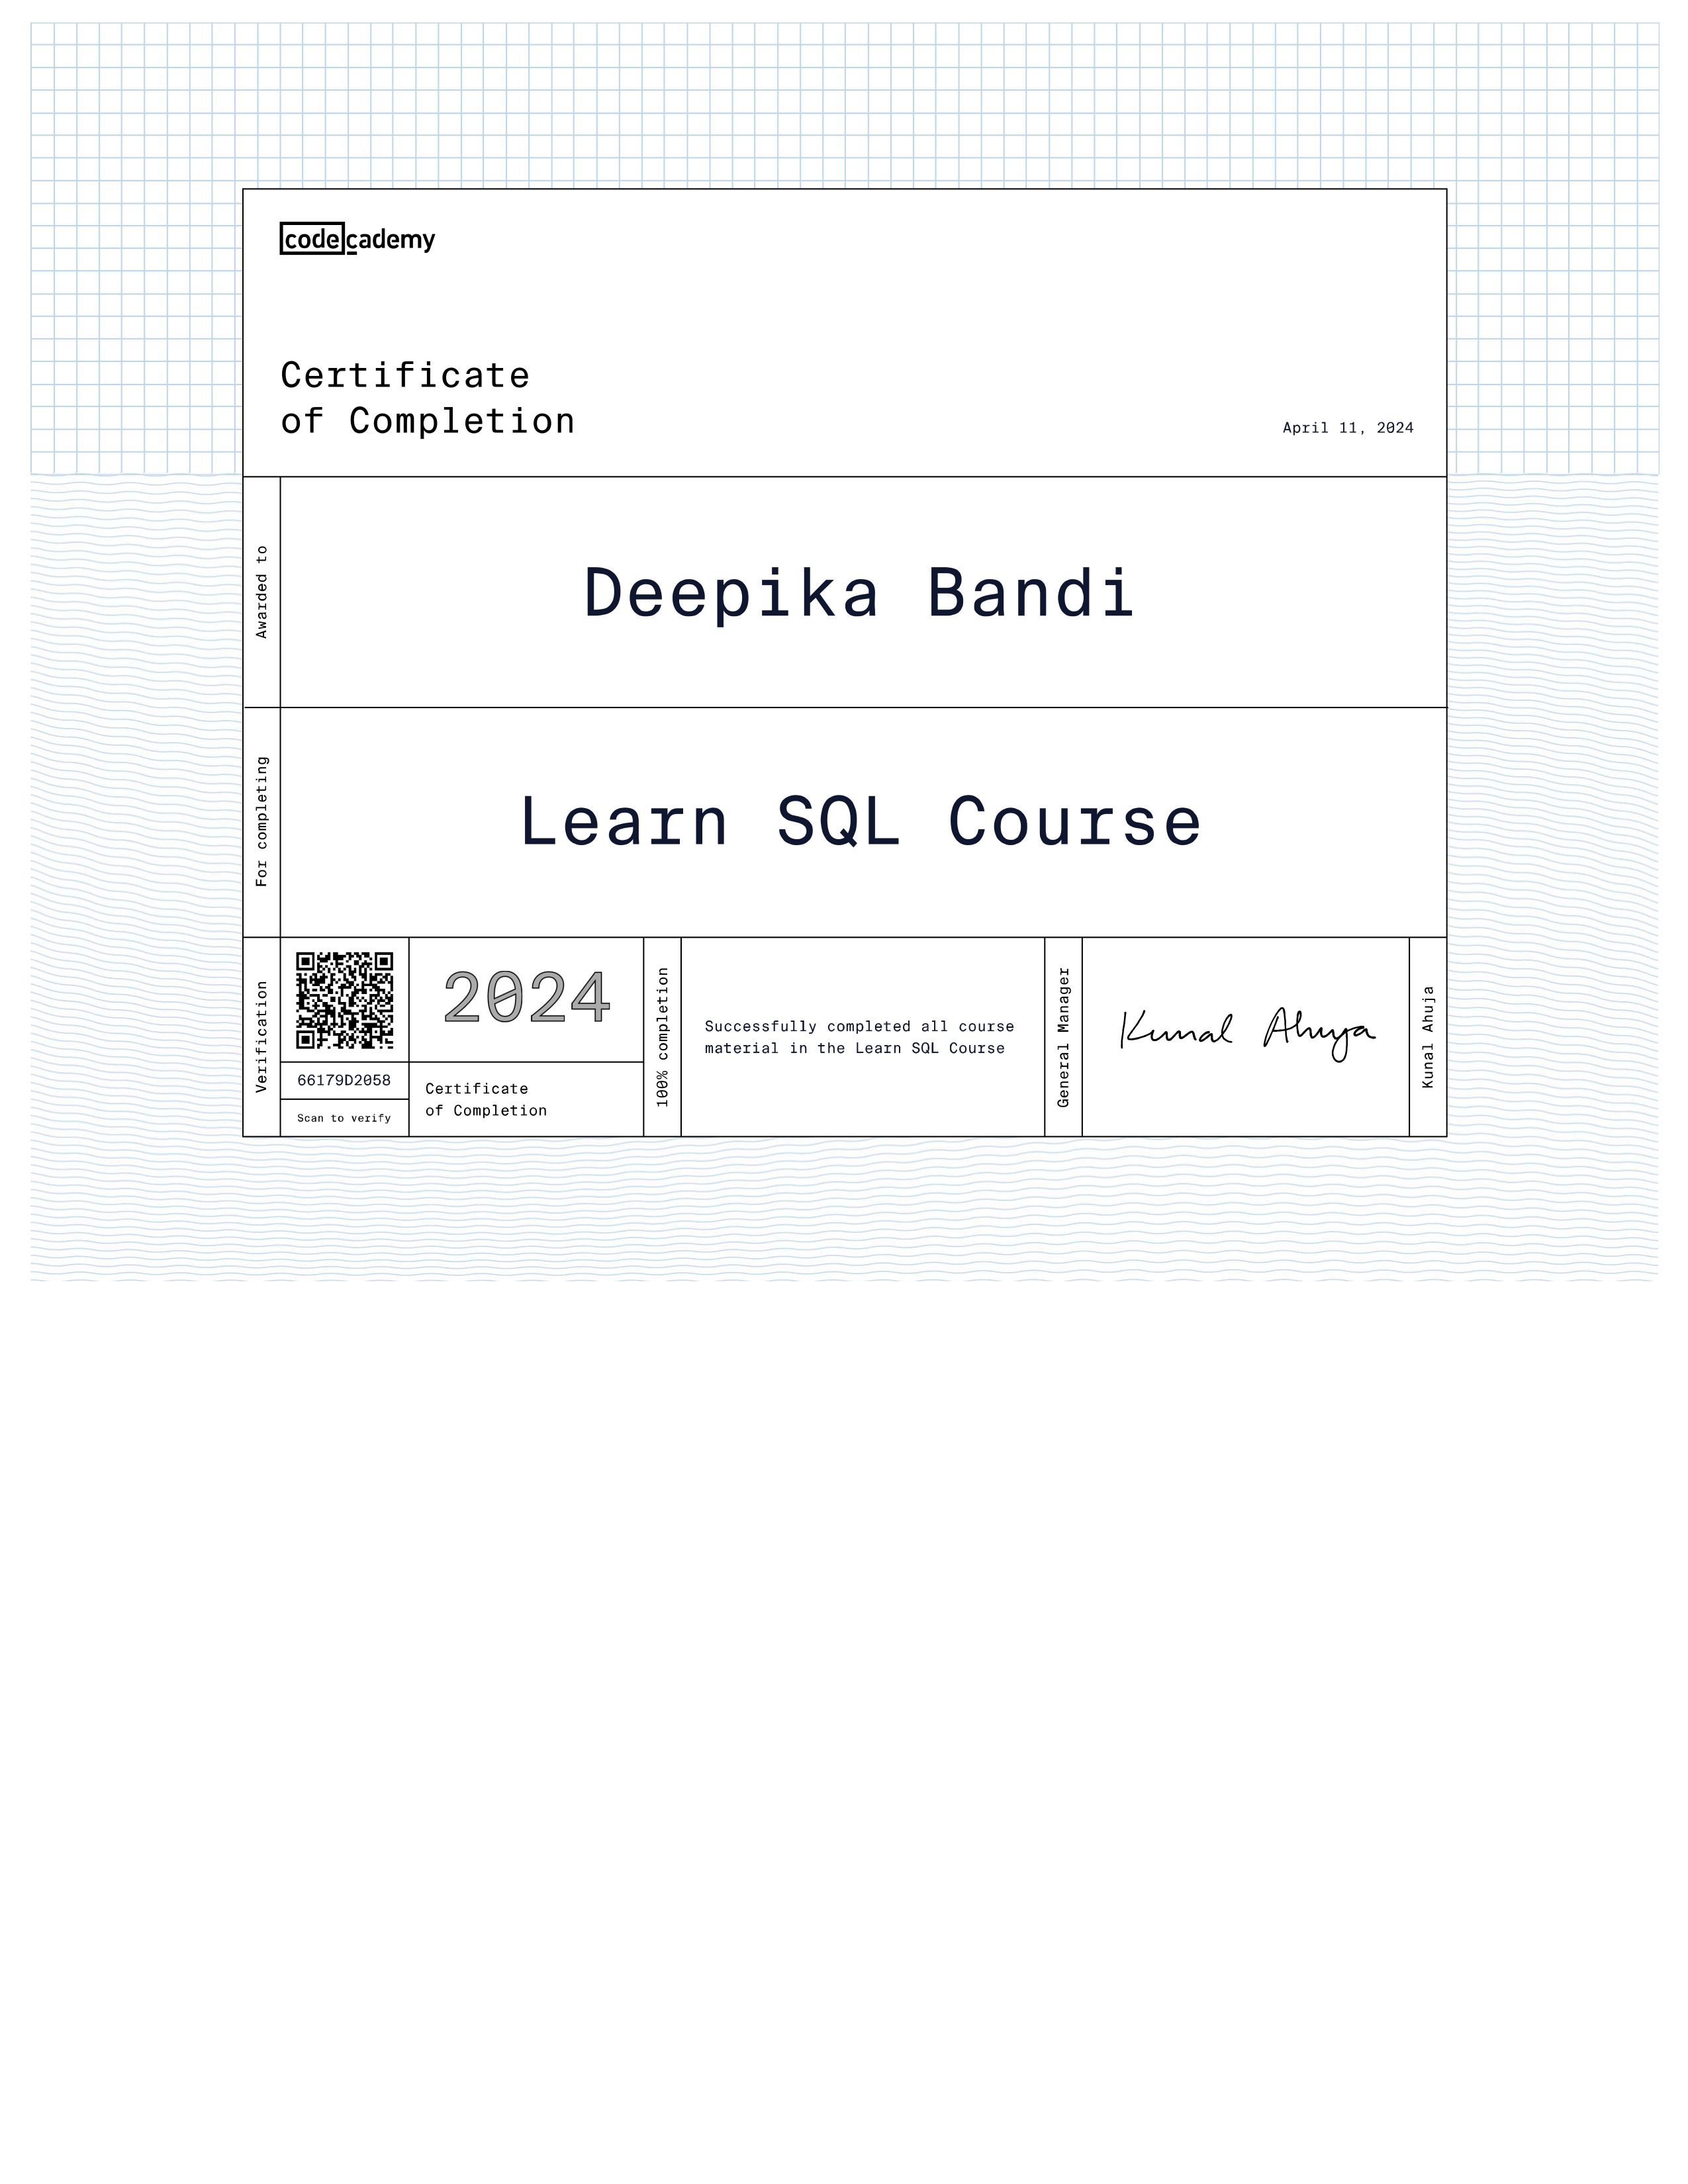 codecademy
Certificate
of Completion
April 11, 2024
Awarded to
Deepika Bandi
For completing
Learn SQL Course
Verification
66179D2058
Scan to verify
2024
Certificate
of Completion
100% completion
Successfully completed all course
material in the Learn SQL Course
General Manager
Kunal Ahuja
Kunal Ahuja